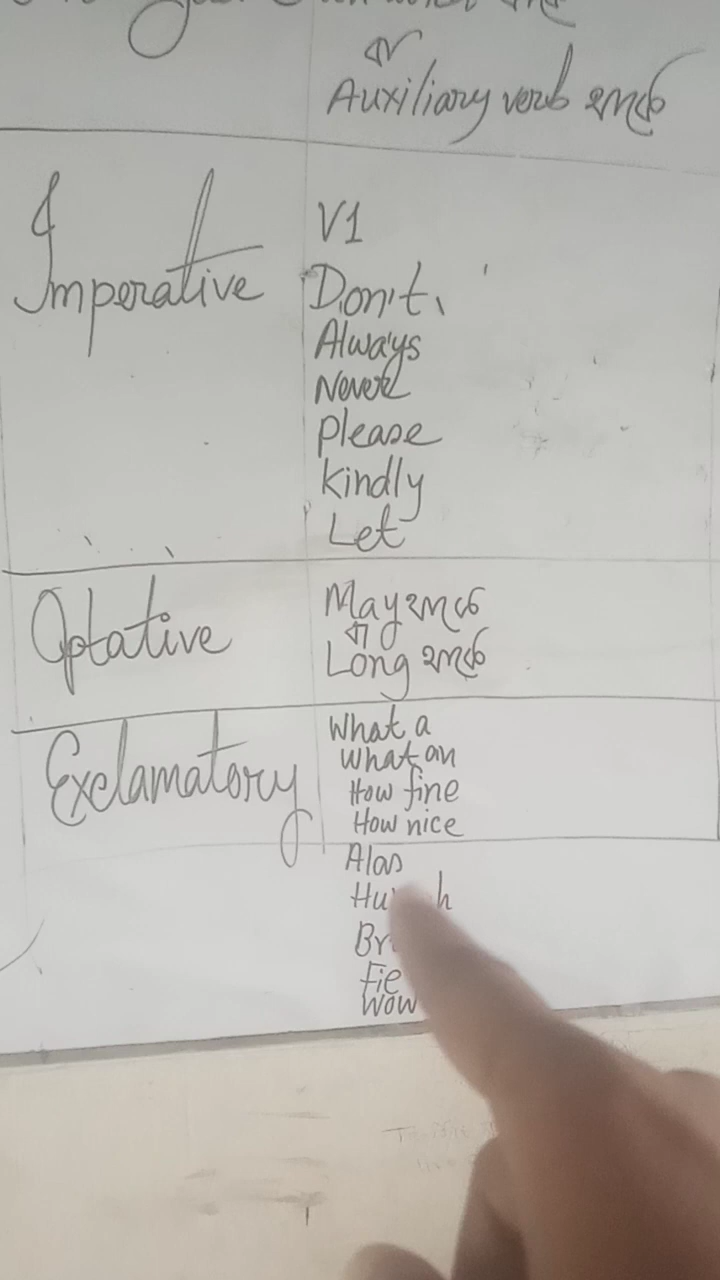 বা
Auxiliary verb থাকে
Imperative
V1
Don't,
Always
Never
Please
Kindly
Let
Optative
May থাকে
বা
Long থাকে
Exclamatory
What a
What an
How fine
How nice
Alas
Fie
Wow